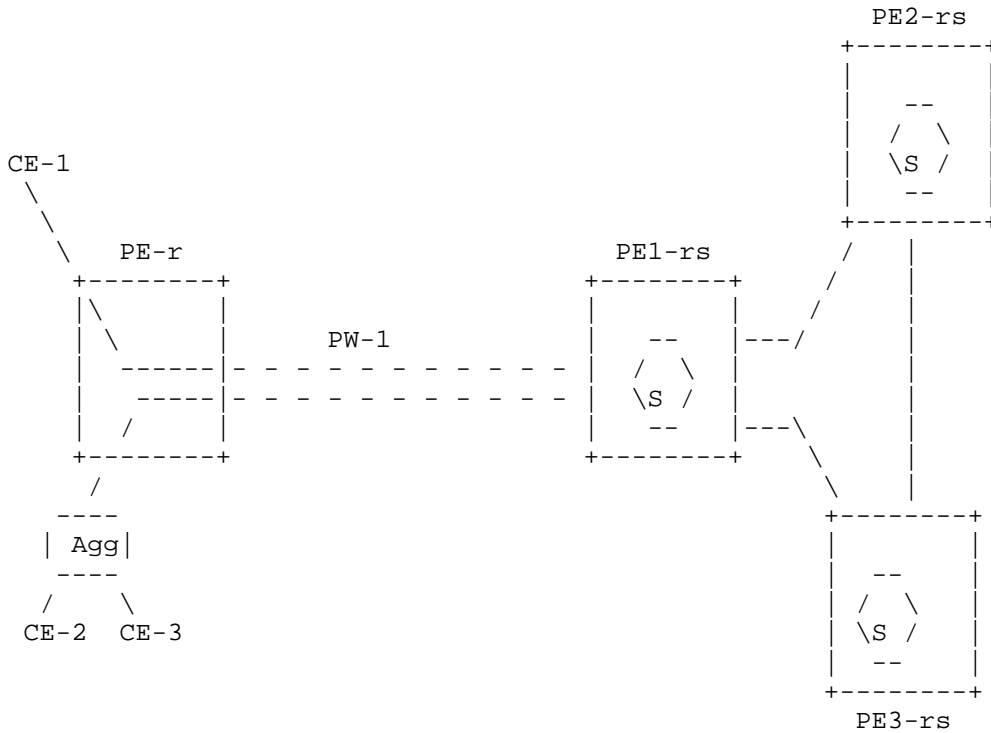 PE2-rs
S
CE-1
PE-r
PE1-rs
PW-1
S
Agg
CE-2 CE-3
S
PE3-rs